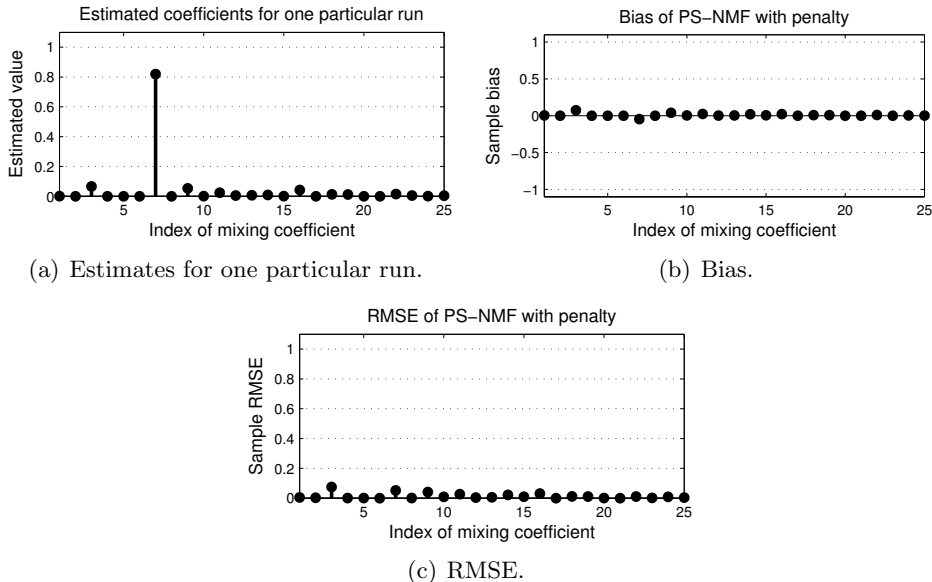 Estimated coefficients for one particular run
Estimated value
1
0.8
0.6
0.4
0.2
0
5 10 15 20 25
Index of mixing coefficient
(a) Estimates for one particular run.
Bias of PS−NMF with penalty
Sample bias
1
0.5
0
−0.5
−1
5 10 15 20 25
Index of mixing coefficient
(b) Bias.
RMSE of PS−NMF with penalty
Sample RMSE
1
0.8
0.6
0.4
0.2
0
5 10 15 20 25
Index of mixing coefficient
(c) RMSE.